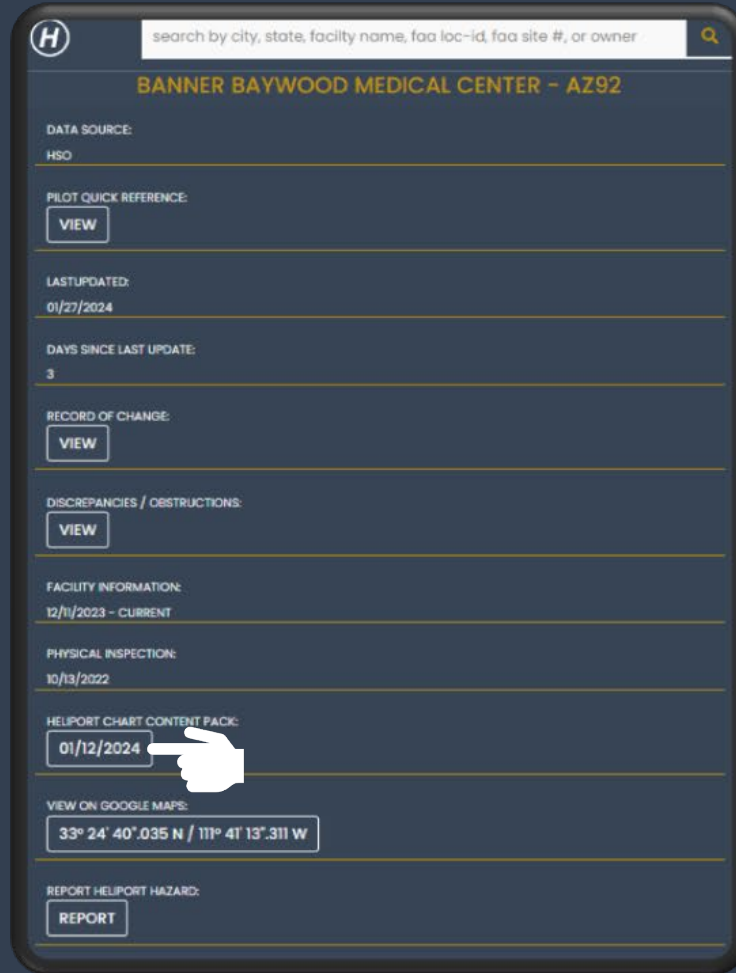 H
search by city, state, facilty name, faa loc-id, faa site #, or owner
BANNER BAYWOOD MEDICAL CENTER - AZ92
DATA SOURCE:
HSO
PILOT QUICK REFERENCE:
VIEW
LASTUPDATED:
01/27/2024
DAYS SINCE LAST UPDATE:
3
RECORD OF CHANGE:
VIEW
DISCREPANCIES / OBSTRUCTIONS:
VIEW
FACILITY INFORMATION:
12/11/2023 - CURRENT
PHYSICAL INSPECTION:
10/13/2022
HELIPORT CHART CONTENT PACK:
01/12/2024
VIEW ON GOOGLE MAPS:
33º 24' 40".035 N / 111º 41' 13".311 W
REPORT HELIPORT HAZARD:
REPORT